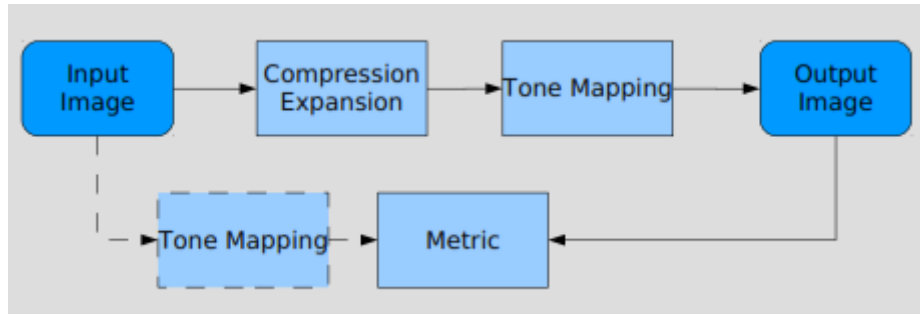 Input
Image
Compression
Expansion
Tone Mapping
Output
Image
Tone Mapping
Metric